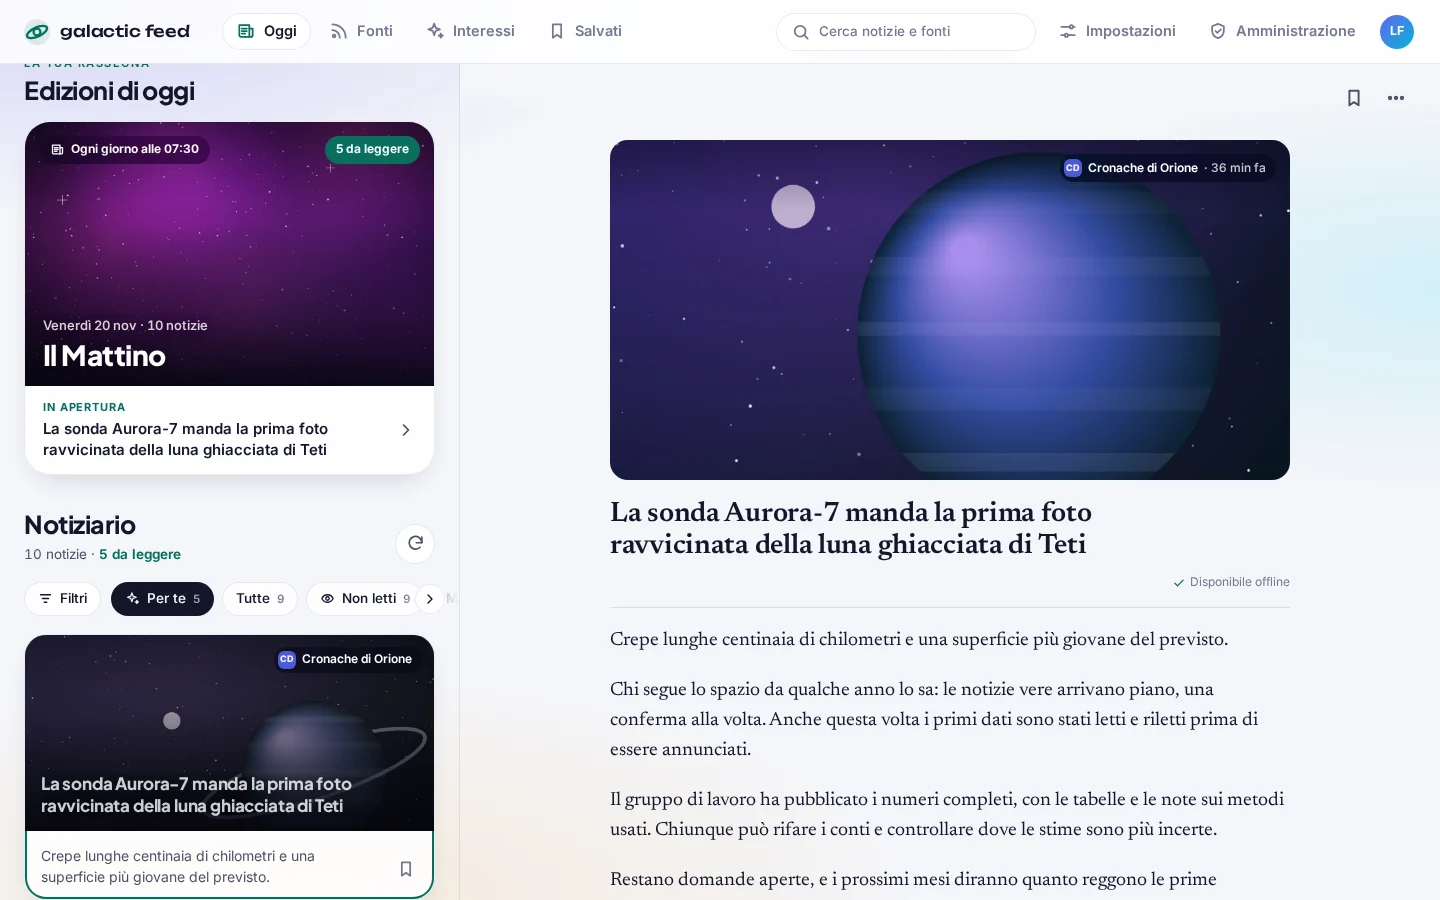 galactic feed
Oggi
Fonti
Interessi
Salvati
Cerca notizie e fonti
Impostazioni
Amministrazione
LF
LA TUA RASSEGNA
Edizioni di oggi
Ogni giorno alle 07:30
5 da leggere
Venerdì 20 nov · 10 notizie
Il Mattino
IN APERTURA
La sonda Aurora-7 manda la prima foto
ravvicinata della luna ghiacciata di Teti
Notiziario
10 notizie · 5 da leggere
Filtri
Per te 5
Tutte 9
Non letti 9
M
CD Cronache di Orione
La sonda Aurora-7 manda la prima foto
ravvicinata della luna ghiacciata di Teti
Crepe lunghe centinaia di chilometri e una
superficie più giovane del previsto.
CD Cronache di Orione · 36 min fa
La sonda Aurora-7 manda la prima foto
ravvicinata della luna ghiacciata di Teti
Disponibile offline
Crepe lunghe centinaia di chilometri e una superficie più giovane del previsto.
Chi segue lo spazio da qualche anno lo sa: le notizie vere arrivano piano, una
conferma alla volta. Anche questa volta i primi dati sono stati letti e riletti prima di
essere annunciati.
Il gruppo di lavoro ha pubblicato i numeri completi, con le tabelle e le note sui metodi
usati. Chiunque può rifare i conti e controllare dove le stime sono più incerte.
Restano domande aperte, e i prossimi mesi diranno quanto reggono le prime